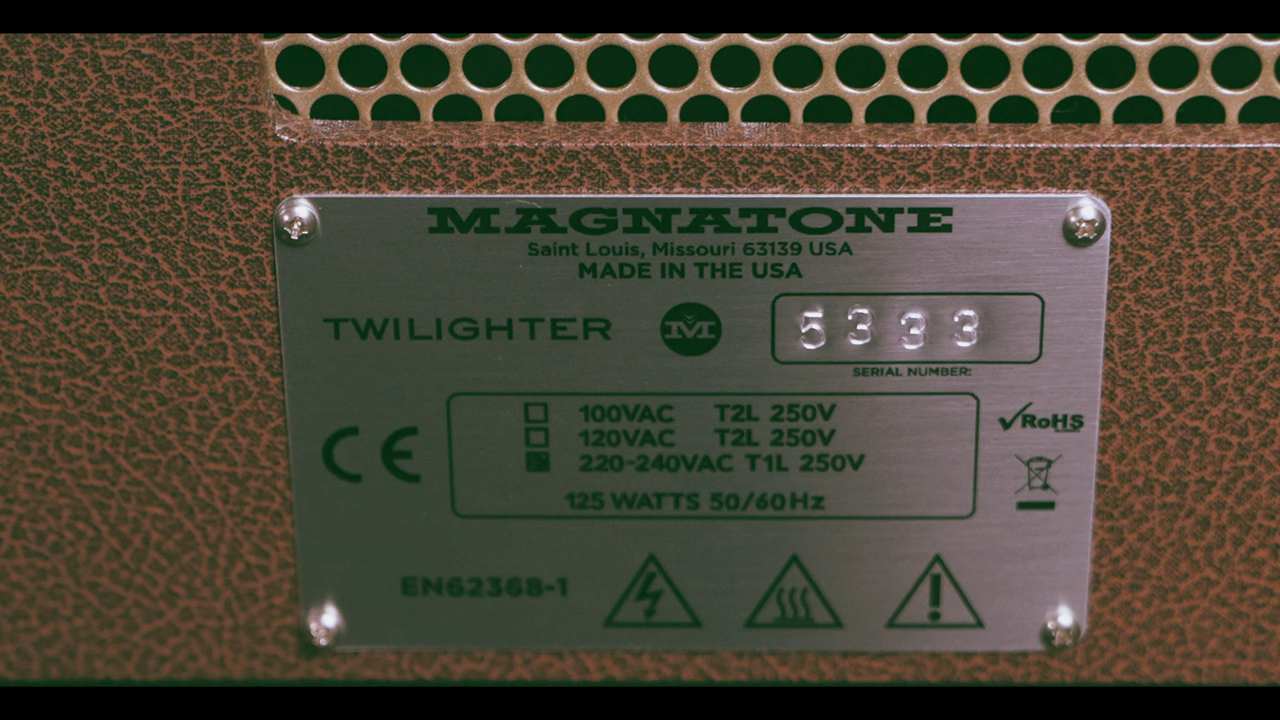 MAGNATONE
Saint Louis, Missouri 63139 USA
MADE IN THE USA
TWILIGHTER M 5333
SERIAL NUMBER:
100VAC T2L 250V
120VAC T2L 250V
220-240VAC T1L 250V
125 WATTS 50/60Hz
CE
RoHS
EN62368-1